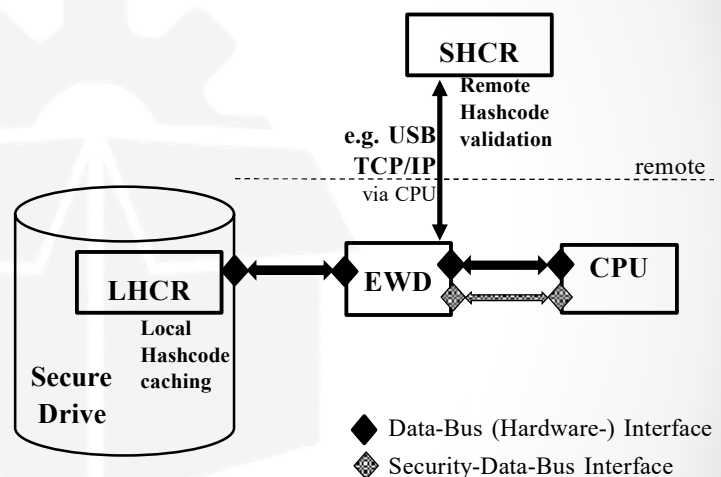 SHCR
Remote
Hashcode
validation
e.g. USB
TCP/IP
via CPU
remote
LHCR
EWD
CPU
Local
Hashcode
caching
Secure
Drive
Data-Bus (Hardware-) Interface
Security-Data-Bus Interface